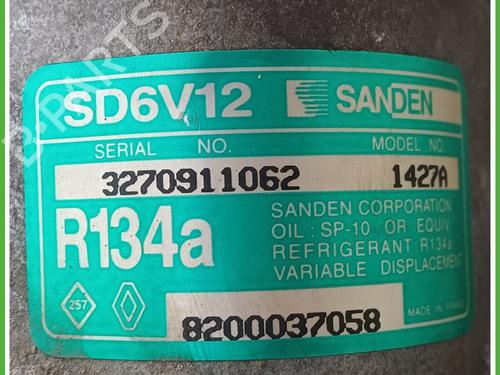 SD6V12 SANDEN
SERIAL NO. MODEL NO
3270911062 1427A
R134a
SANDEN CORPORATION
OIL: SP-10 OR EQUIV
REFRIGERANT: R134a
VARIABLE DISPLACEMENT
257
MADE IN FRANCE
8200037058
B-PARTS